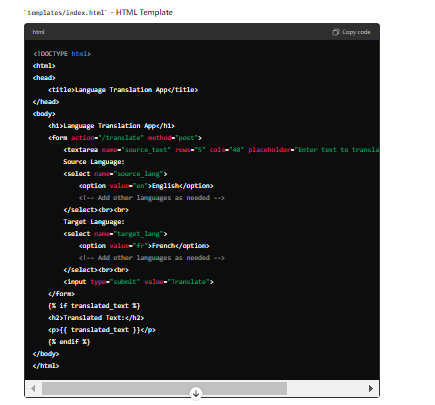 `templates/index.html` - HTML Template
html
Copy code
<!DOCTYPE html>
<html>
<head>
<title>Language Translation App</title>
</head>
<body>
<h1>Language Translation App</h1>
<form action="/translate" method="post">
<textarea name="source_text" rows="5" cols="40" placeholder="Enter text to transla
Source Language:
<select name="source_lang">
<option value="en">English</option>
<!-- Add other languages as needed -->
</select><br><br>
Target Language:
<select name="target_lang">
<option value="fr">French</option>
<!-- Add other languages as needed -->
</select><br><br>
<input type="submit" value="Translate">
</form>
{% if translated_text %}
<h2>Translated Text:</h2>
<p>{{ translated_text }}</p>
{% endif %}
</body>
</html>